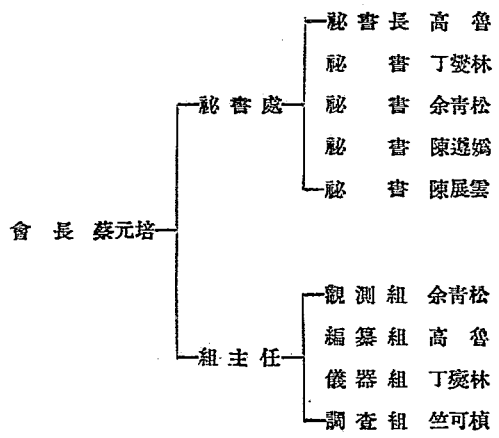 祕書長 高魯
祕書 丁燮林
祕書處
祕書 余青松
祕書 陳遵嬀
祕書 陳展雲
會長 蔡元培
觀測組 余青松
編纂組 高魯
組主任
儀器組 丁燮林
調查組 竺可楨